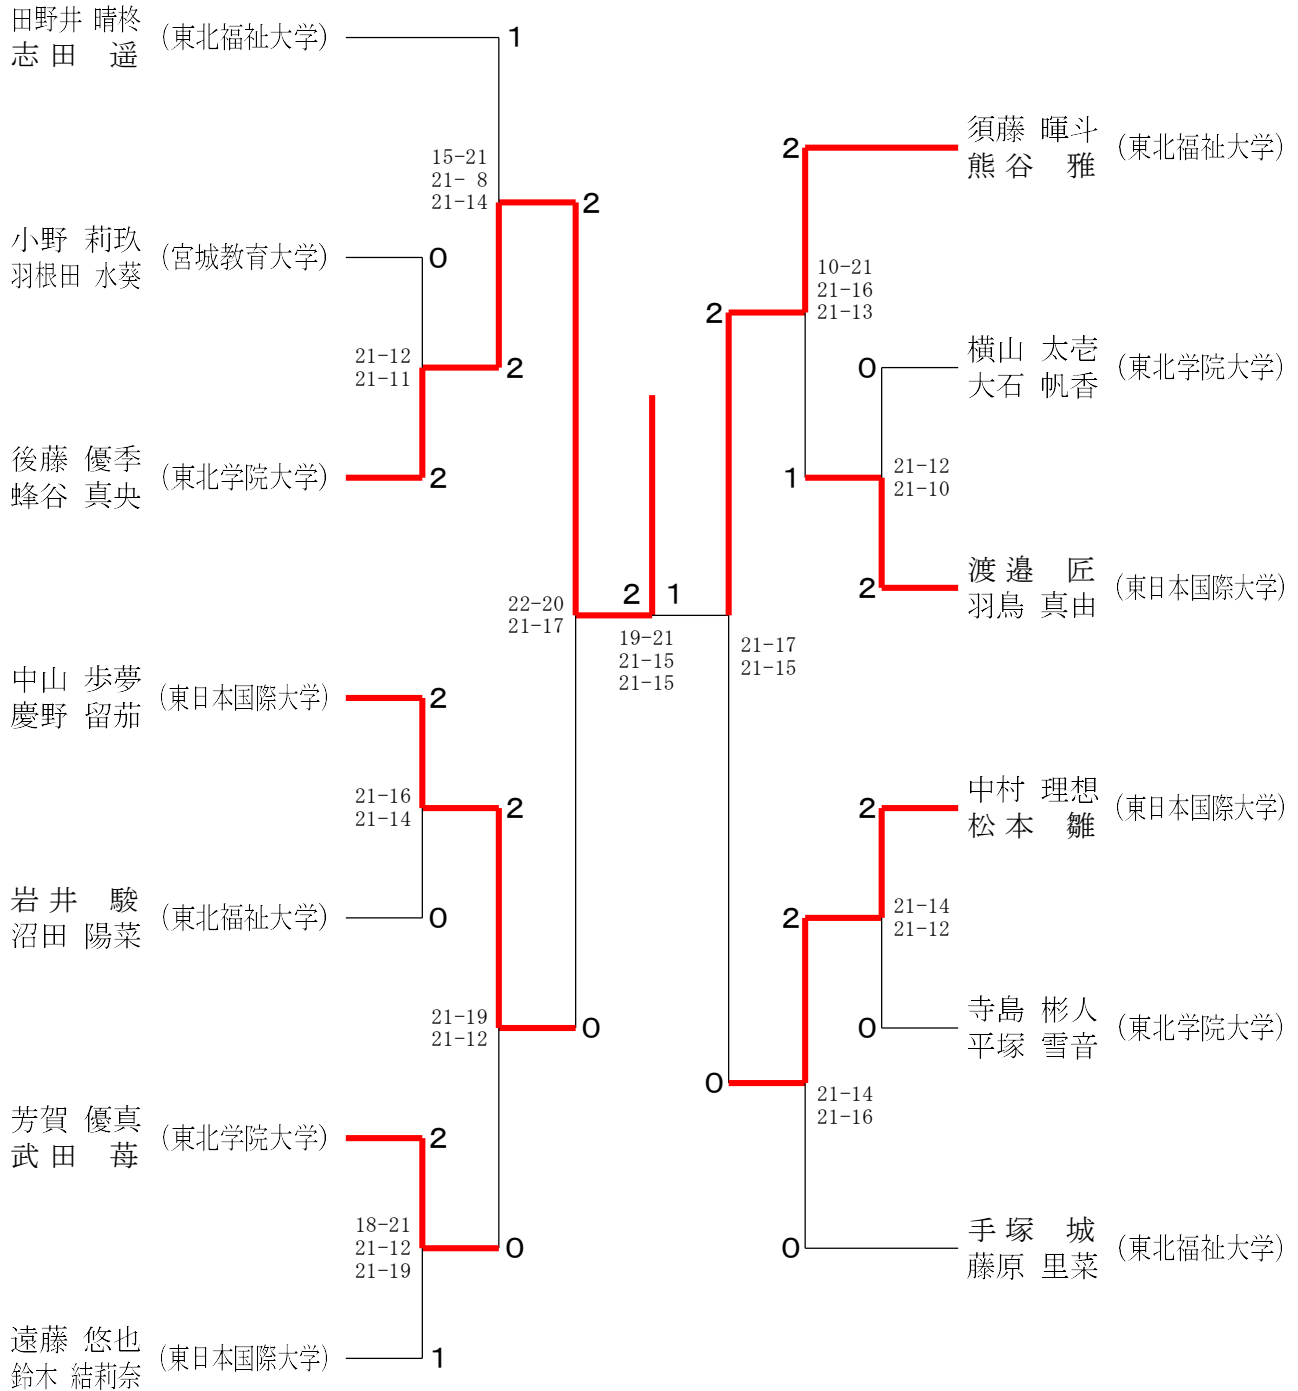 田野井 晴柊
志田 遥
(東北福祉大学)
1
15-21
21- 8
21-14
2
小野 莉玖
羽根田 水葵
(宮城教育大学)
0
21-12
21-11
2
後藤 優季
蜂谷 真央
(東北学院大学)
2
22-20
21-17
中山 歩夢
慶野 留茄
(東日本国際大学)
2
21-16
21-14
2
岩井 駿
沼田 陽菜
(東北福祉大学)
0
21-19
21-12
0
芳賀 優真
武田 苺
(東北学院大学)
2
18-21
21-12
21-19
0
遠藤 悠也
鈴木 結莉奈
(東日本国際大学)
1
2 1
19-21
21-15
21-15
2
須藤 暉斗
熊谷 雅
(東北福祉大学)
2
10-21
21-16
21-13
横山 太壱
大石 帆香
(東北学院大学)
0
1
21-12
21-10
渡邉 匠
羽鳥 真由
(東日本国際大学)
2
21-17
21-15
中村 理想
松本 雛
(東日本国際大学)
2
2
21-14
21-12
寺島 彬人
平塚 雪音
(東北学院大学)
0
0
21-14
21-16
手塚 城
藤原 里菜
(東北福祉大学)
0